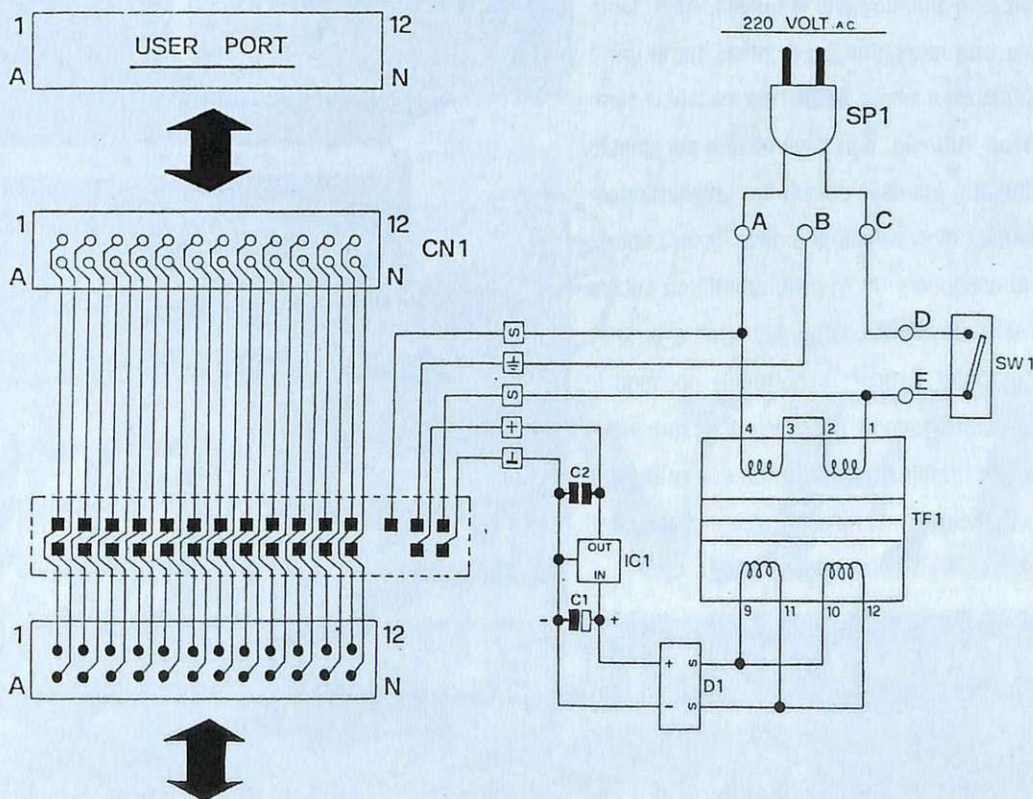 1 12
USER PORT
A N
220 VOLT.AC
SP1
1 12
CN1
A N
A B C
S
D
SW1
S
E
+
4 3 2 1
C2
TF1
OUT
IC1
IN
C1
9 11 10 12
- +
1 12
A N
+ S
D1
- S